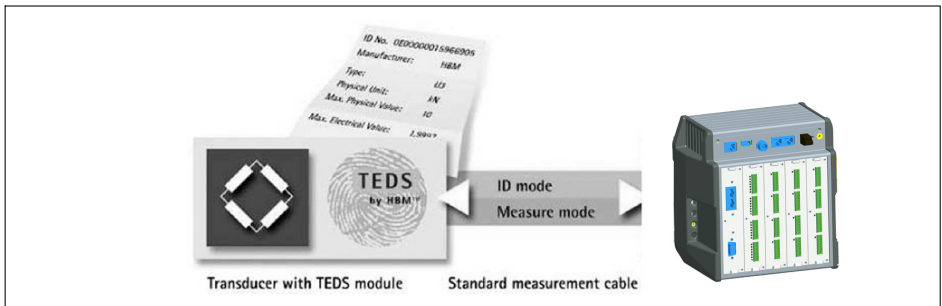 ID No. 0E00000015966905
Manufacturer: HBM
Type: U3
Physical Unit: kN
Max. Physical Value: 10
Max. Electrical Value: 1,9992
TEDS
by HBM
ID mode
Measure mode
Transducer with TEDS module
Standard measurement cable